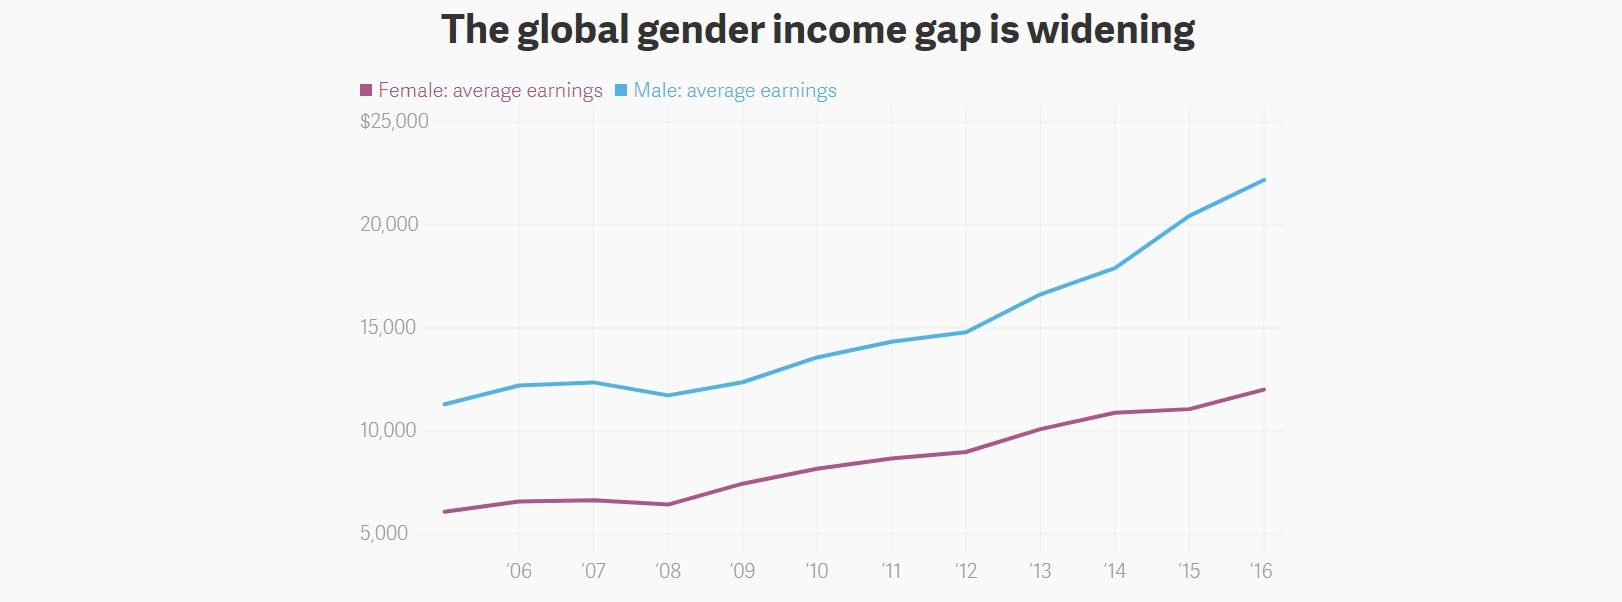 The global gender income gap is widening
Female: average earnings Male: average earnings
$25,000
20,000
15,000
10,000
5,000
'06 '07 '08 '09 '10 '11 '12 '13 '14 '15 '16